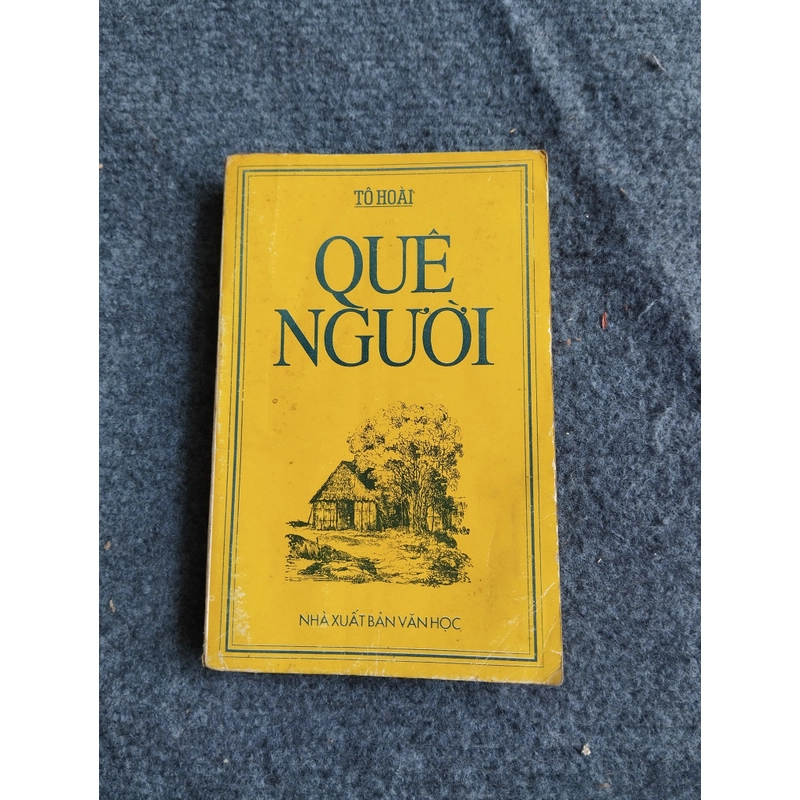 TÔ HOÀI
QUÊ
NGƯỜI
NHÀ XUẤT BẢN VĂN HỌC